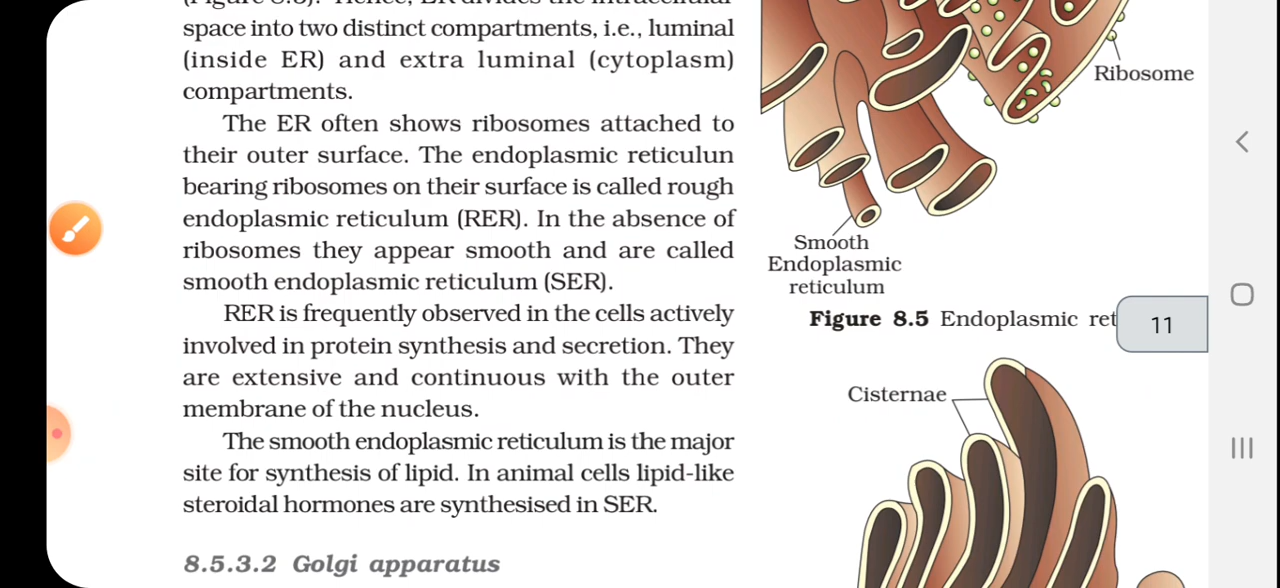 space into two distinct compartments, i.e., luminal
(inside ER) and extra luminal (cytoplasm)
compartments.
The ER often shows ribosomes attached to
their outer surface. The endoplasmic reticulun
bearing ribosomes on their surface is called rough
endoplasmic reticulum (RER). In the absence of
ribosomes they appear smooth and are called
smooth endoplasmic reticulum (SER).
RER is frequently observed in the cells actively
involved in protein synthesis and secretion. They
are extensive and continuous with the outer
membrane of the nucleus.
The smooth endoplasmic reticulum is the major
site for synthesis of lipid. In animal cells lipid-like
steroidal hormones are synthesised in SER.
8.5.3.2 Golgi apparatus
Ribosome
Smooth
Endoplasmic
reticulum
Figure 8.5 Endoplasmic ret
11
Cisternae